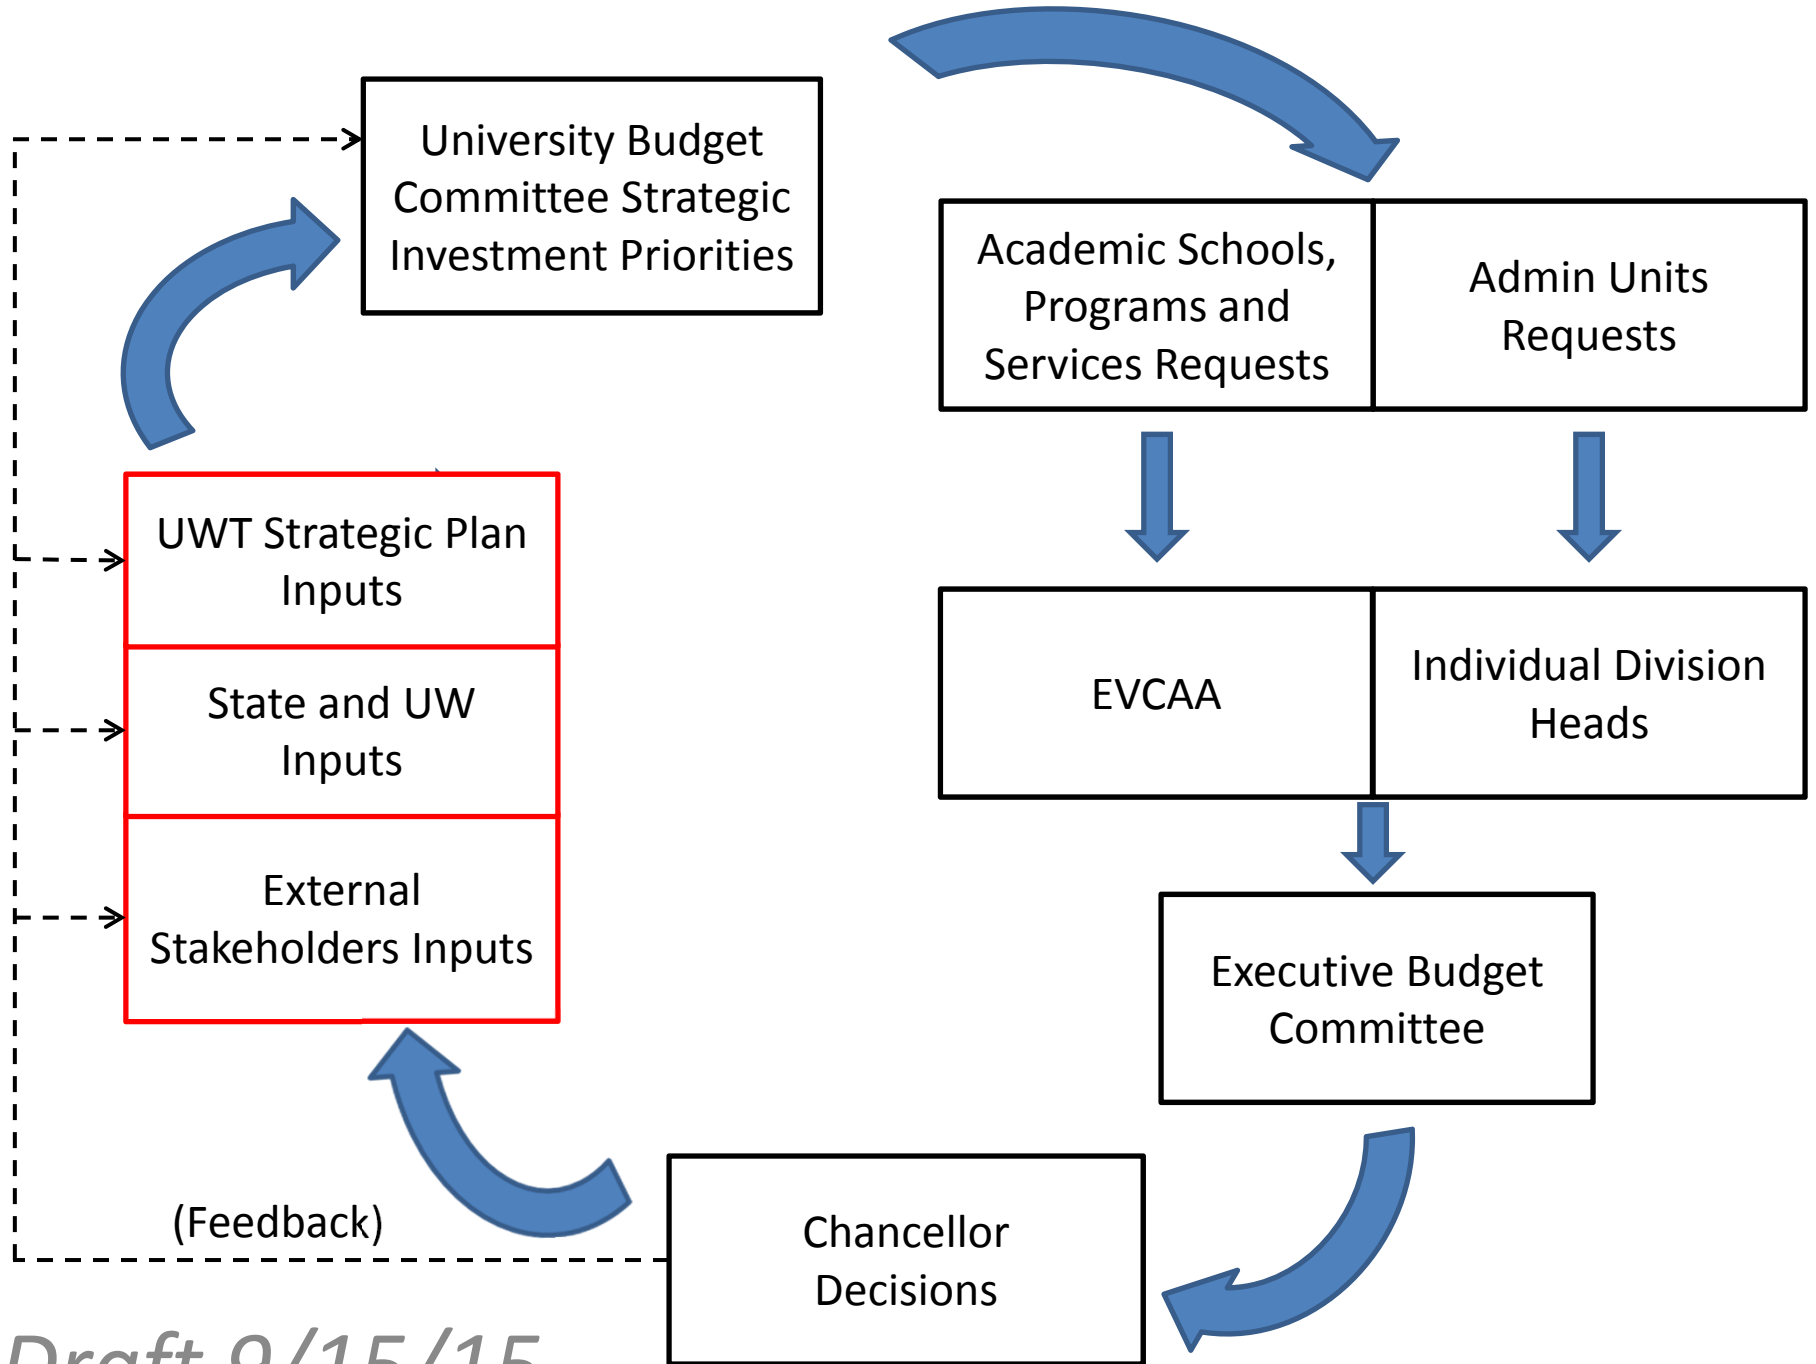 University Budget
Committee Strategic
Investment Priorities
Academic Schools,
Programs and
Services Requests
Admin Units
Requests
UWT Strategic Plan
Inputs
State and UW
Inputs
External
Stakeholders Inputs
EVCAA
Individual Division
Heads
Executive Budget
Committee
(Feedback)
Chancellor
Decisions
Draft 9/15/15